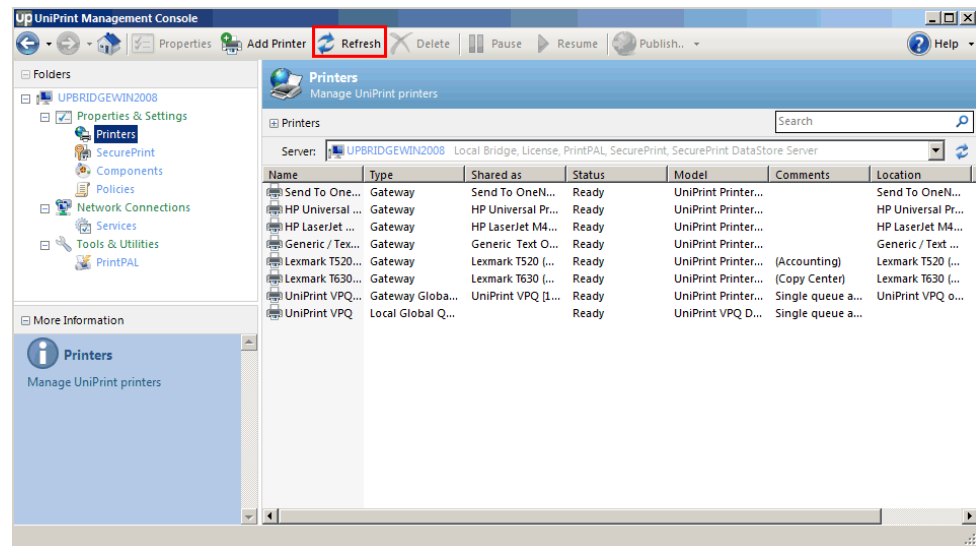 UniPrint Management Console
Properties Add Printer Refresh Delete Pause Resume Publish.. Help
Folders
UPBRIDGEWIN2008
Properties & Settings
Printers
SecurePrint
Components
Policies
Network Connections
Services
Tools & Utilities
PrintPAL
More Information
Printers
Manage UniPrint printers
Printers
Manage UniPrint printers
Printers Search
Server: UPBRIDGEWIN2008 Local Bridge, License, PrintPAL, SecurePrint, SecurePrint DataStore Server
Name Type Shared as Status Model Comments Location
Send To One... Gateway Send To OneN... Ready UniPrint Printer... Send To OneN...
HP Universal ... Gateway HP Universal Pr... Ready UniPrint Printer... HP Universal Pr...
HP LaserJet ... Gateway HP LaserJet M4... Ready UniPrint Printer... HP LaserJet M4...
Generic / Tex... Gateway Generic Text O... Ready UniPrint Printer... Generic / Text ...
Lexmark T520... Gateway Lexmark T520 (... Ready UniPrint Printer... (Accounting) Lexmark T520 (...
Lexmark T630... Gateway Lexmark T630 (... Ready UniPrint Printer... (Copy Center) Lexmark T630 (...
UniPrint VPQ... Gateway Globa... UniPrint VPQ [1... Ready UniPrint Printer... Single queue a... UniPrint VPQ o...
UniPrint VPQ Local Global Q... Ready UniPrint VPQ D... Single queue a...